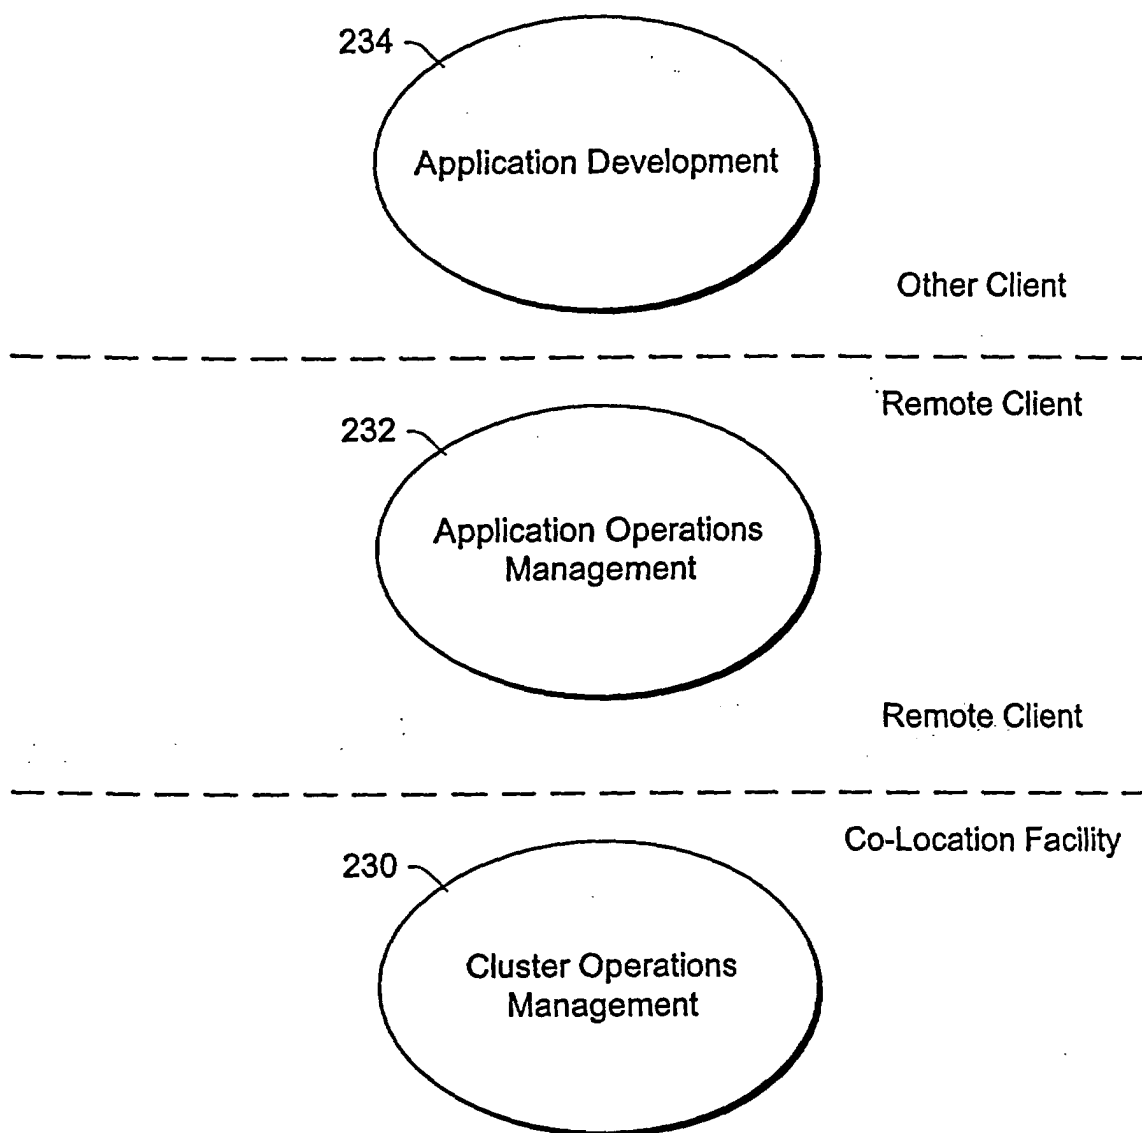 234
Application Development
Other Client
Remote Client
232
Application Operations
Management
Remote Client
Co-Location Facility
230
Cluster Operations
Management